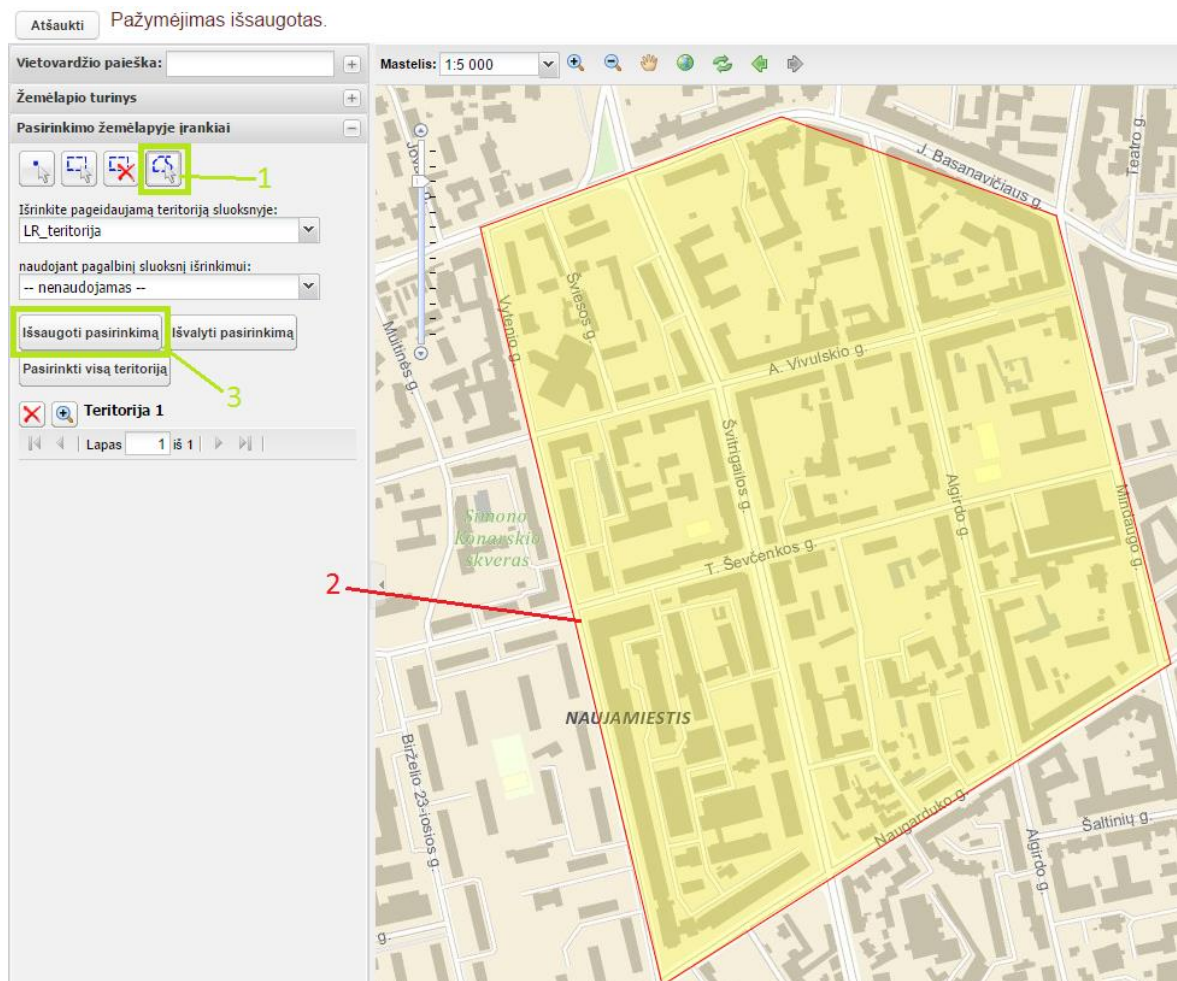 Atšaukti Pažymėjimas išsaugotas.
Vietovardžio paieška:
Mastelis: 1:5 000
Žemėlapio turinys
Pasirinkimo žemėlapyje įrankiai
1
Išrinkite pageidaujamą teritoriją sluoksnyje:
LR_teritorija
naudojant pagalbinį sluoksnį išrinkimui:
-- nenaudojamas --
Išsaugoti pasirinkimą Išvalyti pasirinkimą
Pasirinkti visą teritoriją
3
Teritorija 1
Lapas 1 iš 1
2
J. Basanavičiaus g.
Teatro g.
Šviesos g.
Vytenio g.
Muitinės g.
A. Vivulskio g.
Švitrigailos g.
Algirdo g.
Mindaugo g.
Simono
Konarskio
skveras
T. Ševčenkos g.
NAUJAMIESTIS
Birželio 23-iosios g.
Naugarduko g.
Šaltinių g.
Algirdo g.
g.